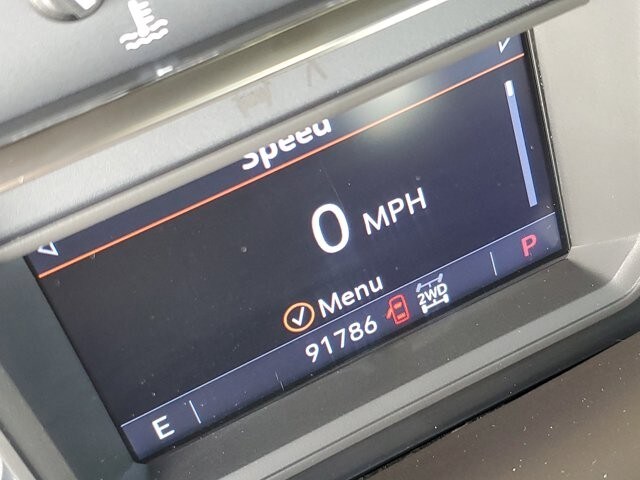 Speed
0 MPH
Menu
91786 2WD
E P